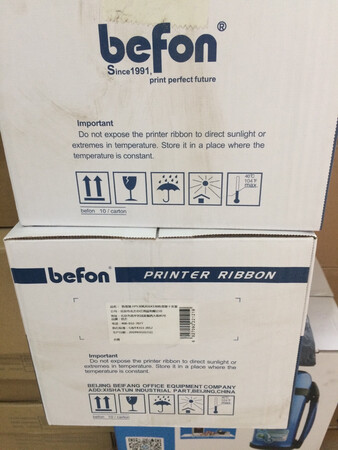 befon®
Since1991,
print perfect future
Important
Do not expose the printer ribbon to direct sunlight or
extremes in temperature. Store it in a place where the
temperature is constant.
40℃
104℉
max.
befon 10 / carton
befon®
PRINTER RIBBON
Important
Do not expose the printer ribbon to direct sunlight or
extremes in temperature. Store it in a place where the
temperature is constant.
BEIJING BEIFANG OFFICE EQUIPMENT COMPANY
ADD:XISHATUN INDUSTRIAL PART,BEIJING,CHINA
befon 10 / carton